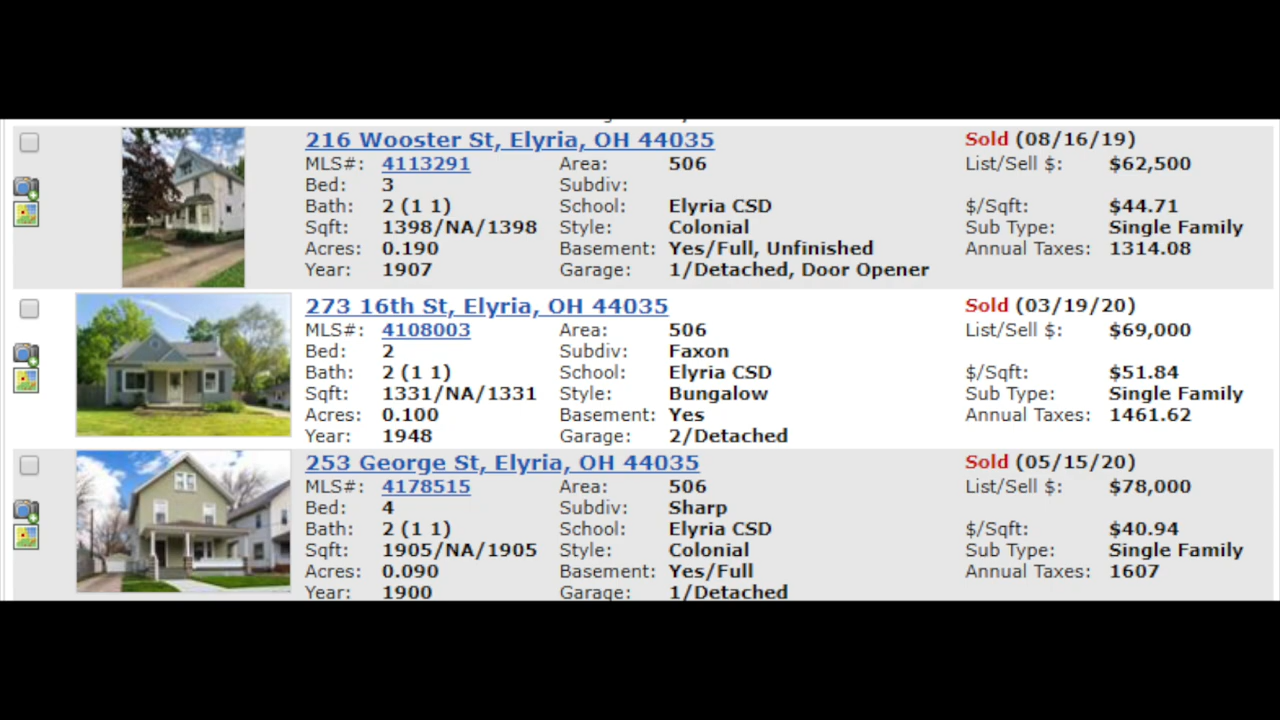 216 Wooster St, Elyria, OH 44035 Sold (08/16/19)
MLS#: 4113291 Area: 506 List/Sell $: $62,500
Bed: 3 Subdiv:
Bath: 2 (1 1) School: Elyria CSD $/Sqft: $44.71
Sqft: 1398/NA/1398 Style: Colonial Sub Type: Single Family
Acres: 0.190 Basement: Yes/Full, Unfinished Annual Taxes: 1314.08
Year: 1907 Garage: 1/Detached, Door Opener
273 16th St, Elyria, OH 44035 Sold (03/19/20)
MLS#: 4108003 Area: 506 List/Sell $: $69,000
Bed: 2 Subdiv: Faxon
Bath: 2 (1 1) School: Elyria CSD $/Sqft: $51.84
Sqft: 1331/NA/1331 Style: Bungalow Sub Type: Single Family
Acres: 0.100 Basement: Yes Annual Taxes: 1461.62
Year: 1948 Garage: 2/Detached
253 George St, Elyria, OH 44035 Sold (05/15/20)
MLS#: 4178515 Area: 506 List/Sell $: $78,000
Bed: 4 Subdiv: Sharp
Bath: 2 (1 1) School: Elyria CSD $/Sqft: $40.94
Sqft: 1905/NA/1905 Style: Colonial Sub Type: Single Family
Acres: 0.090 Basement: Yes/Full Annual Taxes: 1607
Year: 1900 Garage: 1/Detached